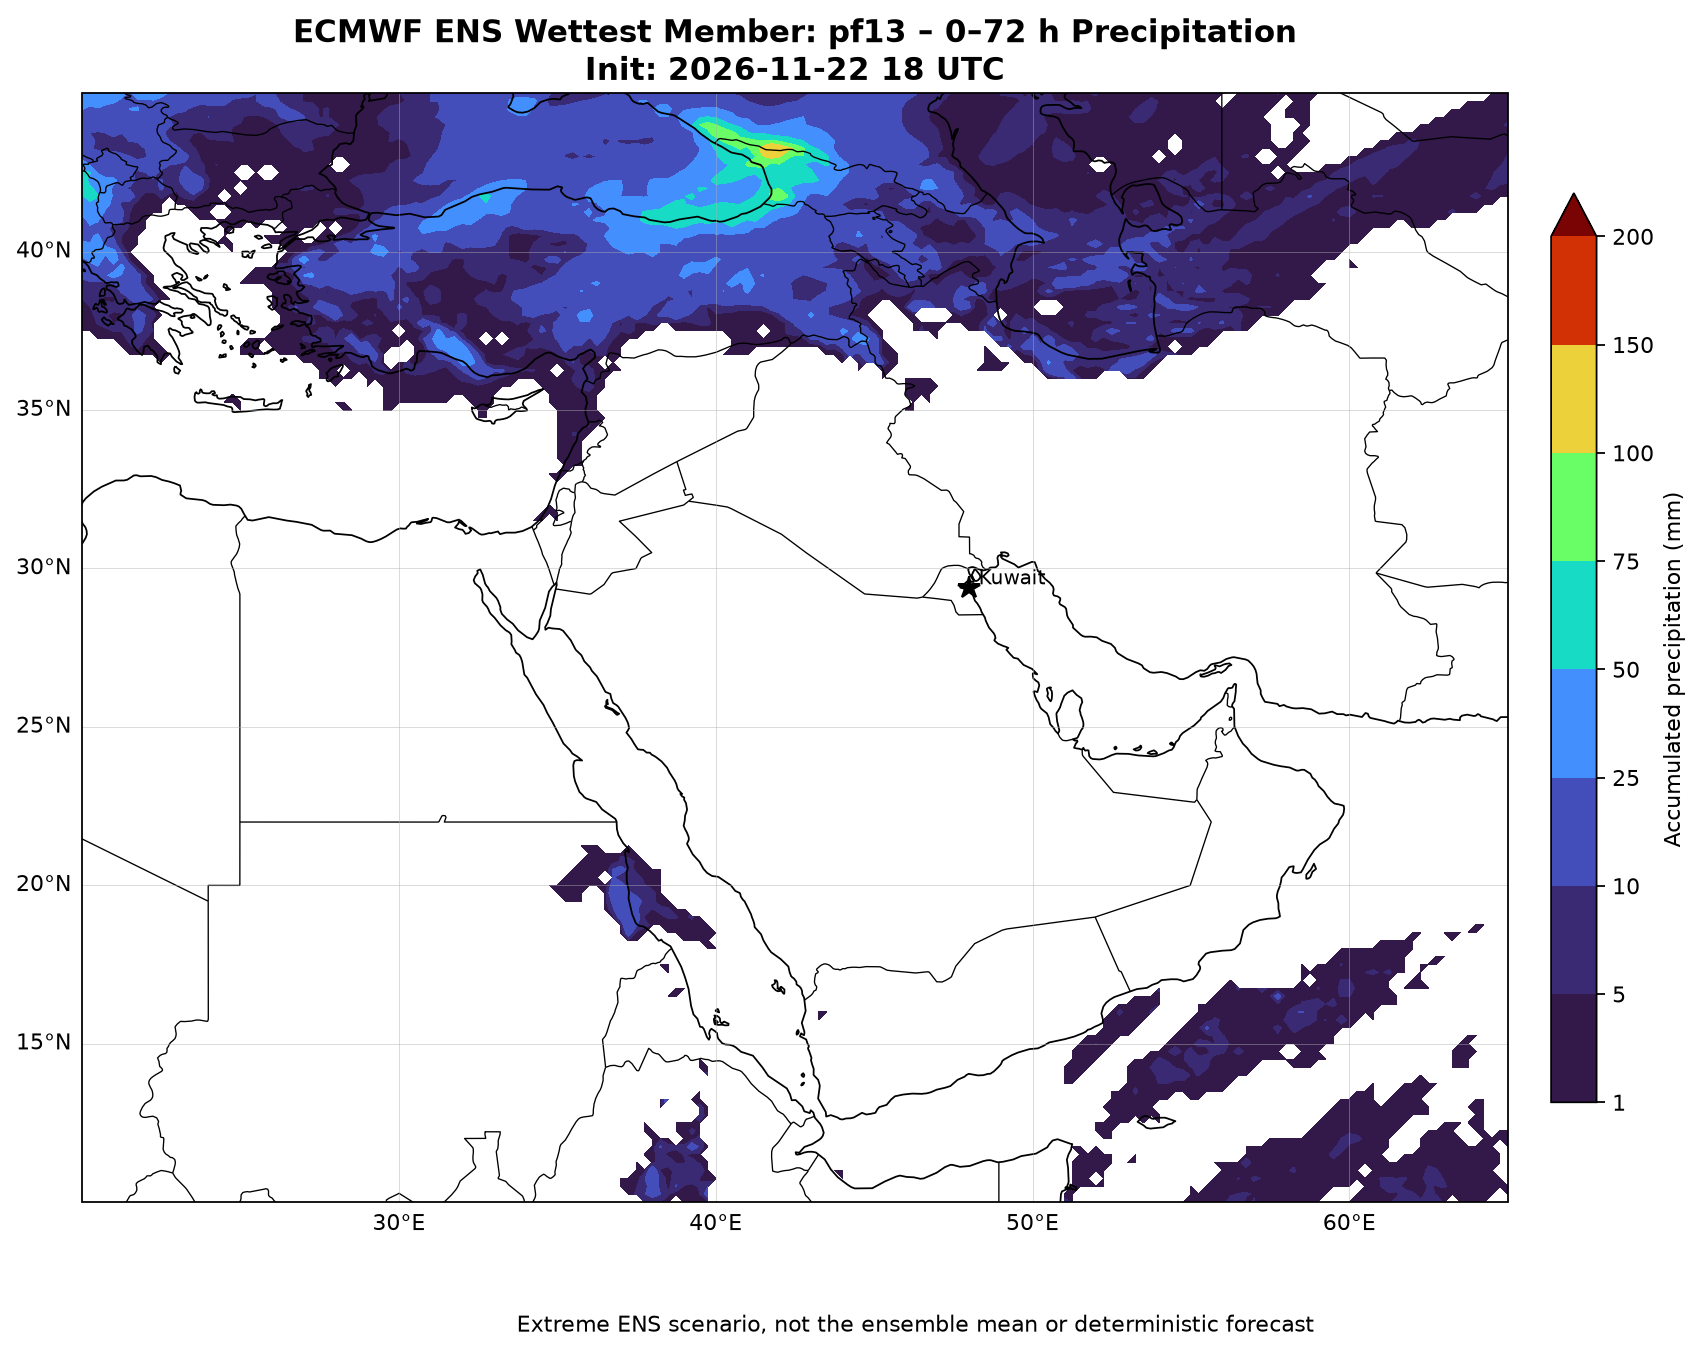 ECMWF ENS Wettest Member: pf13 – 0–72 h Precipitation
Init: 2026-11-22 18 UTC
40°N
35°N
30°N
25°N
20°N
15°N
Kuwait
30°E
40°E
50°E
60°E
200
150
100
75
50
25
10
5
1
Accumulated precipitation (mm)
Extreme ENS scenario, not the ensemble mean or deterministic forecast